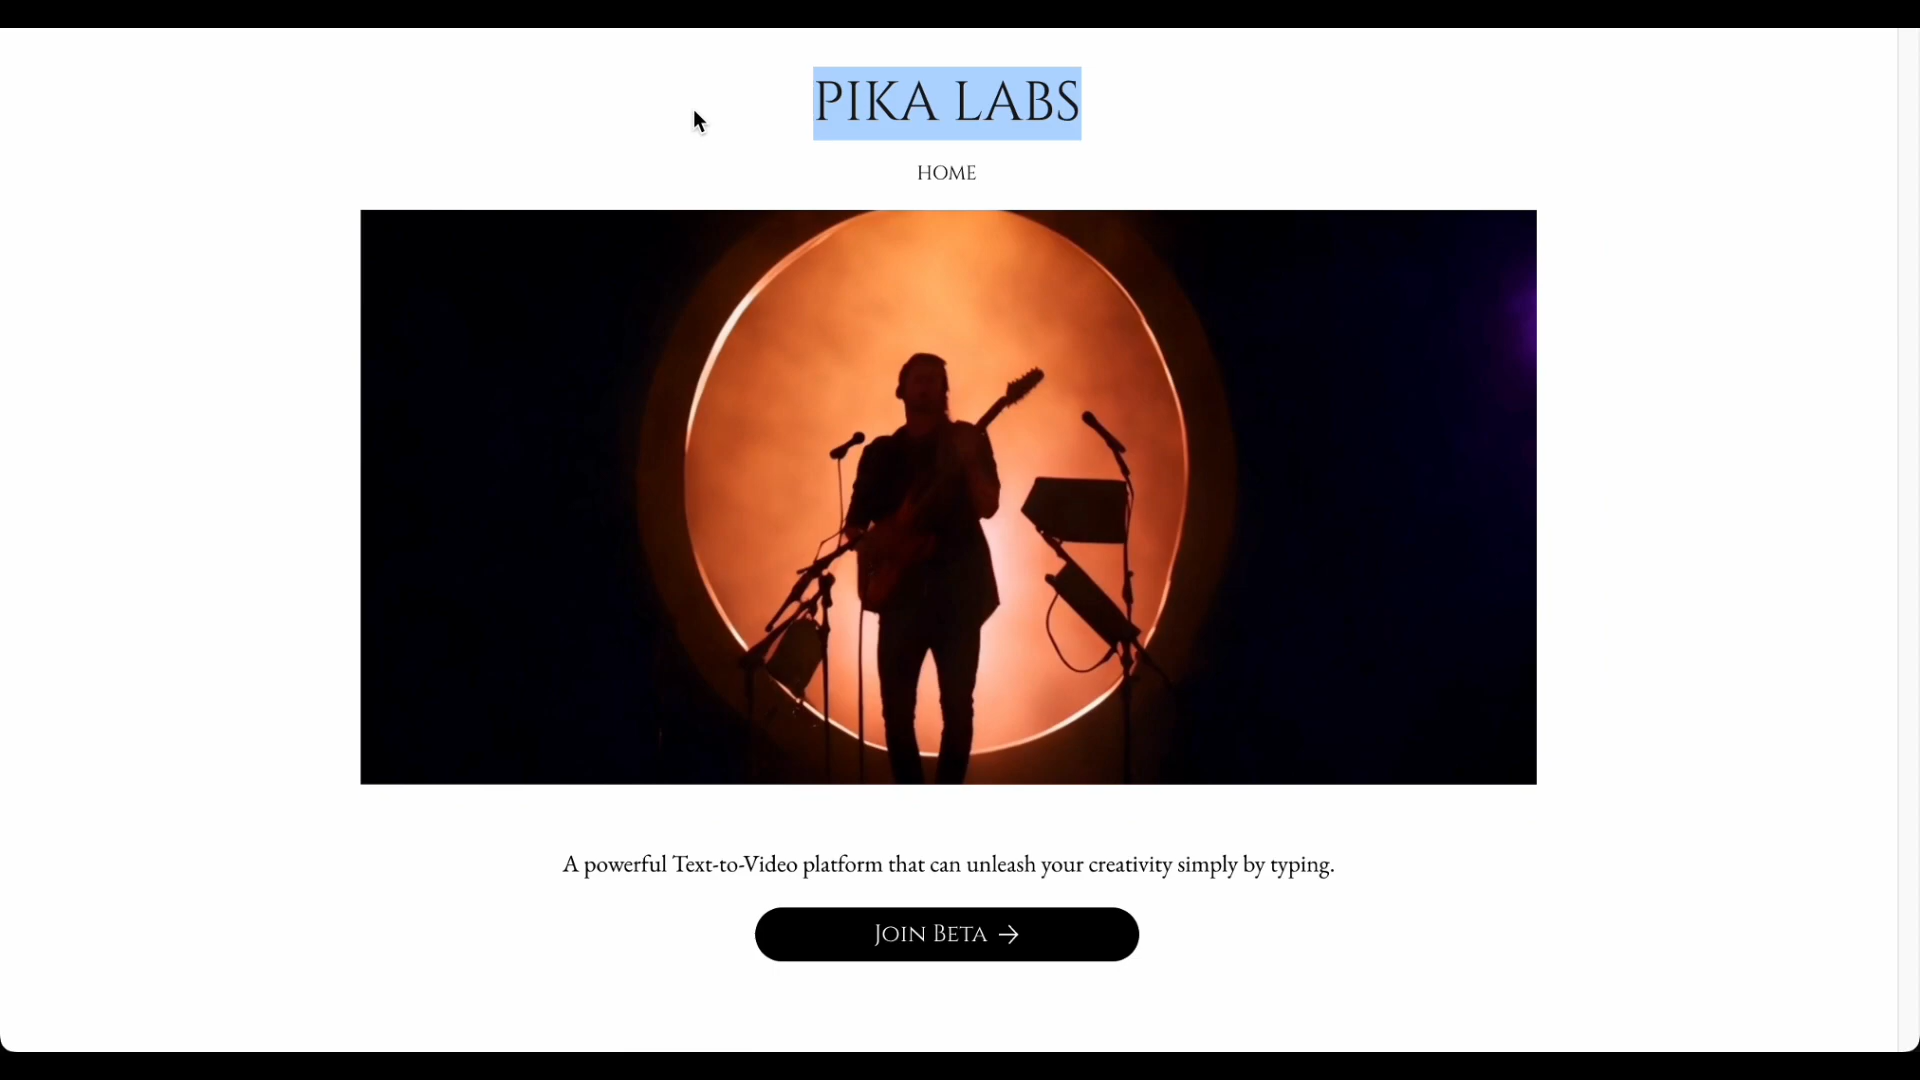 PIKA LABS
HOME
A powerful Text-to-Video platform that can unleash your creativity simply by typing.
Join Beta →